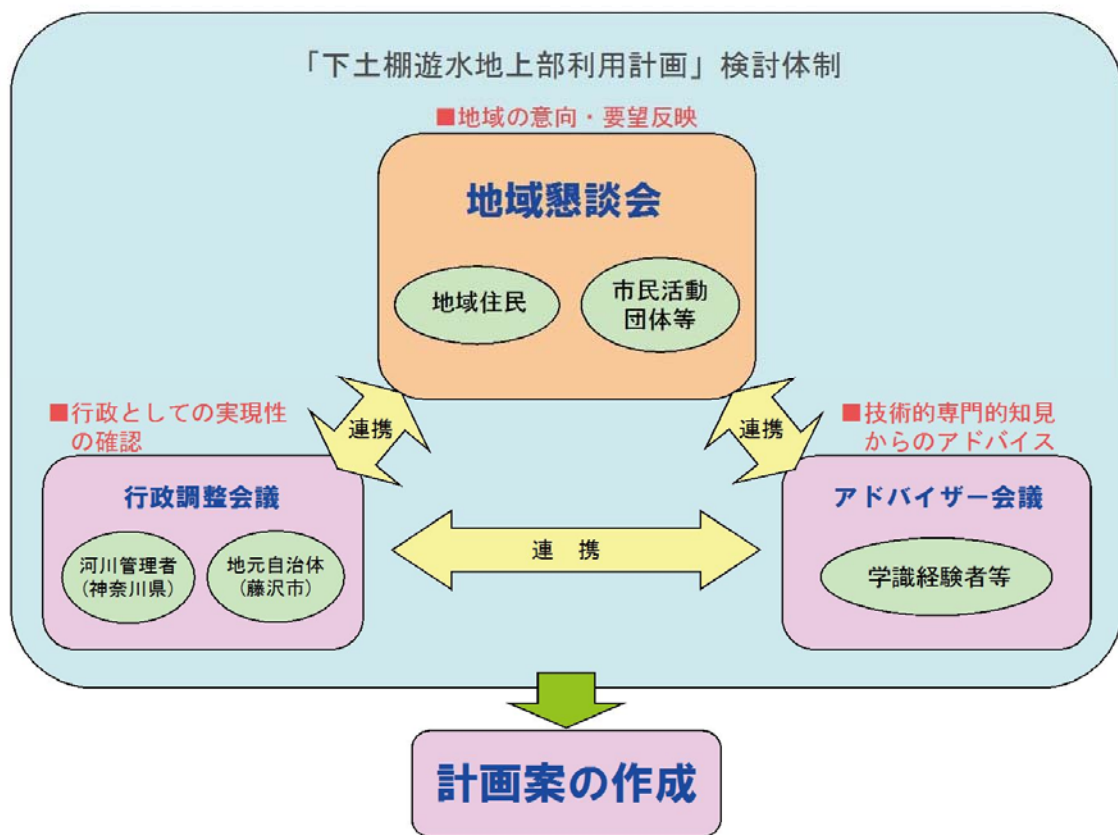 「下土棚遊水地上部利用計画」検討体制
■地域の意向・要望反映
地域懇談会
地域住民
市民活動
団体等
■行政としての実現性
の確認
連携
連携
■技術的専門的知見
からのアドバイス
行政調整会議
河川管理者
(神奈川県)
地元自治体
(藤沢市)
連　携
アドバイザー会議
学識経験者等
計画案の作成